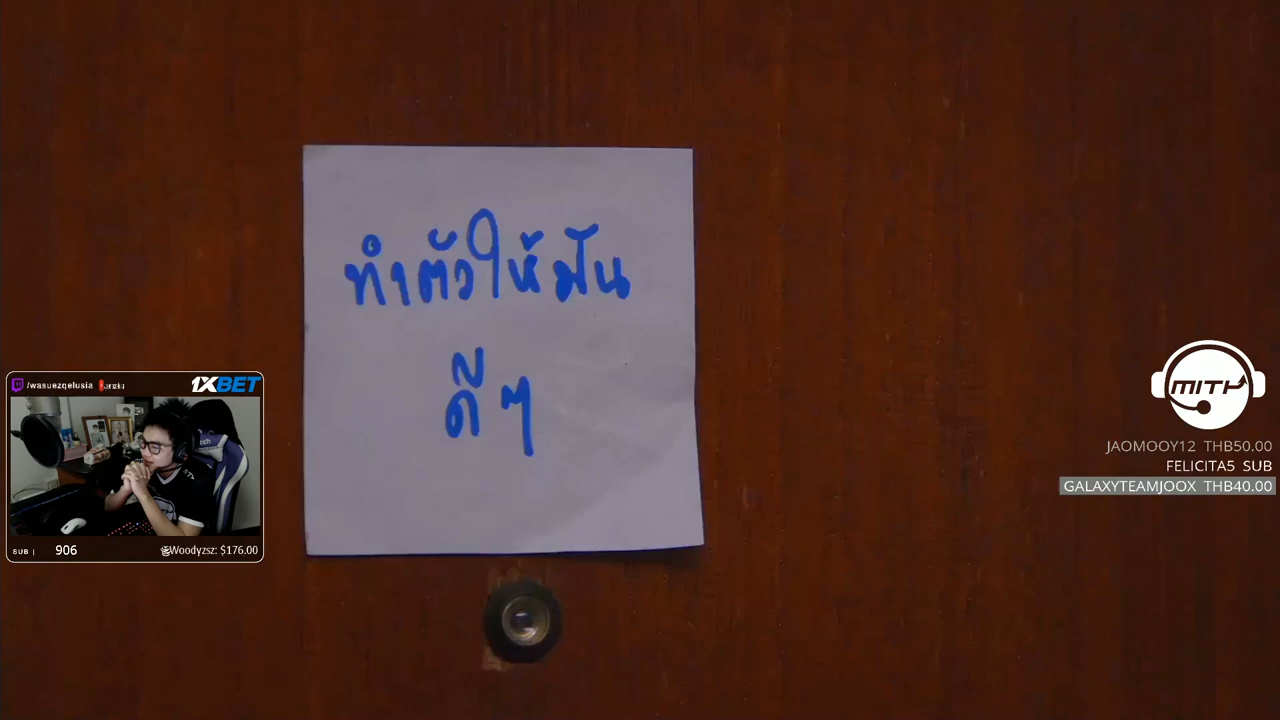 ทำตัวให้มัน
ดีๆ
/wasuezqelusia
1XBET
SUB |
906
Woodyzsz: $176.00
MITH
JAOMOOY12 THB50.00
FELICITA5 SUB
GALAXYTEAMJOOX THB40.00